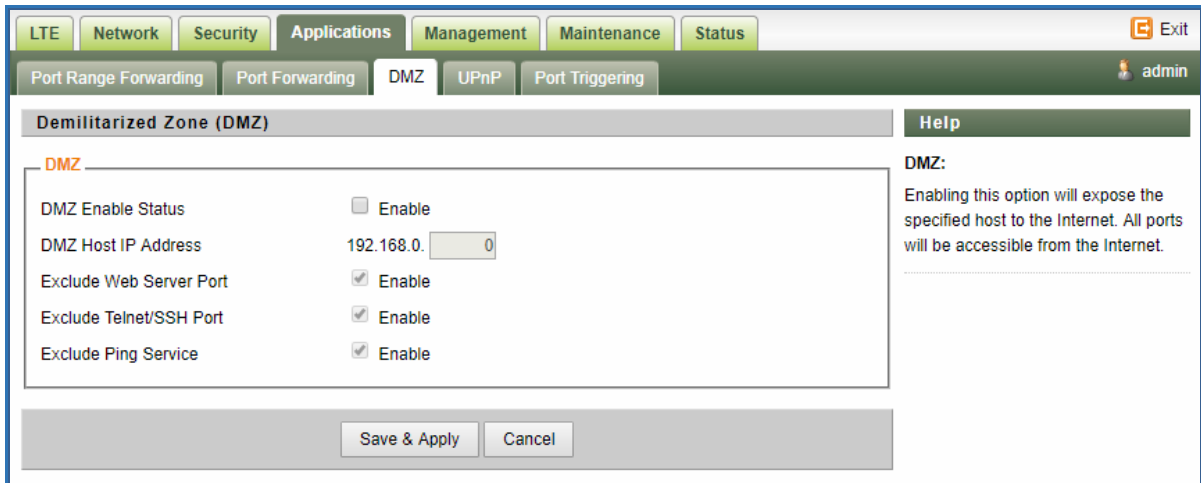 LTE Network Security Applications Management Maintenance Status Exit
Port Range Forwarding Port Forwarding DMZ UPnP Port Triggering admin
Demilitarized Zone (DMZ)
DMZ
DMZ Enable Status Enable
DMZ Host IP Address 192.168.0. 0
Exclude Web Server Port Enable
Exclude Telnet/SSH Port Enable
Exclude Ping Service Enable
Save & Apply Cancel
Help
DMZ:
Enabling this option will expose the
specified host to the Internet. All ports
will be accessible from the Internet.